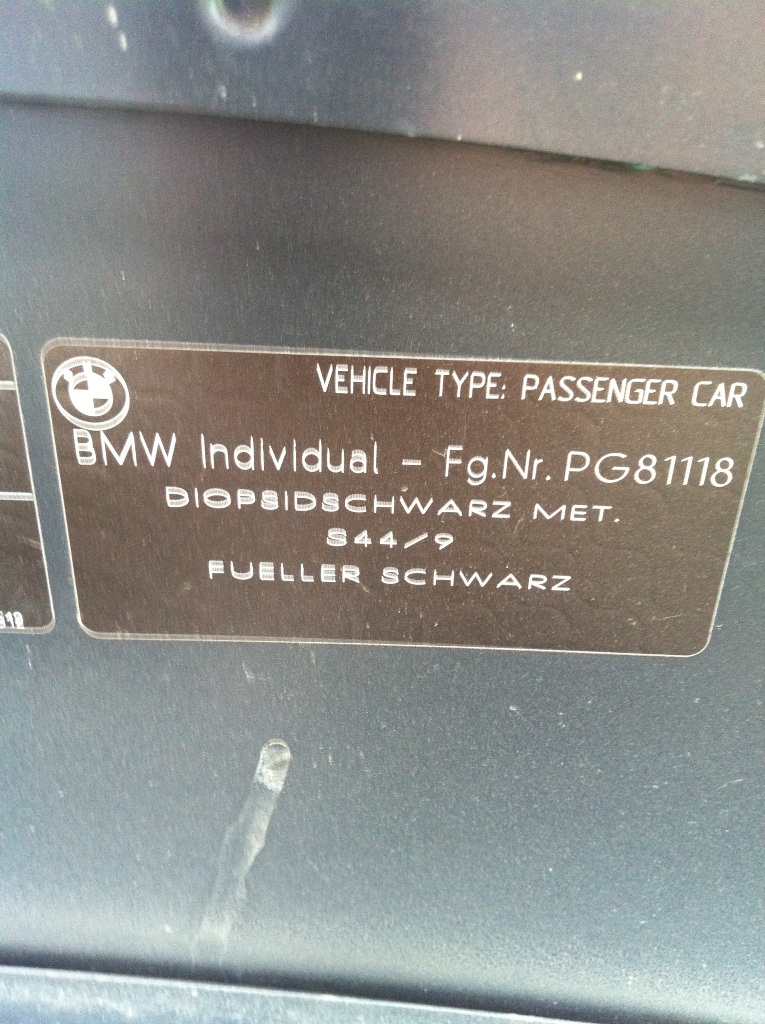 VEHICLE TYPE: PASSENGER CAR
BMW Individual - Fg.Nr. PG81118
DIOPSIDSCHWARZ MET.
S44/9
FUELLER SCHWARZ